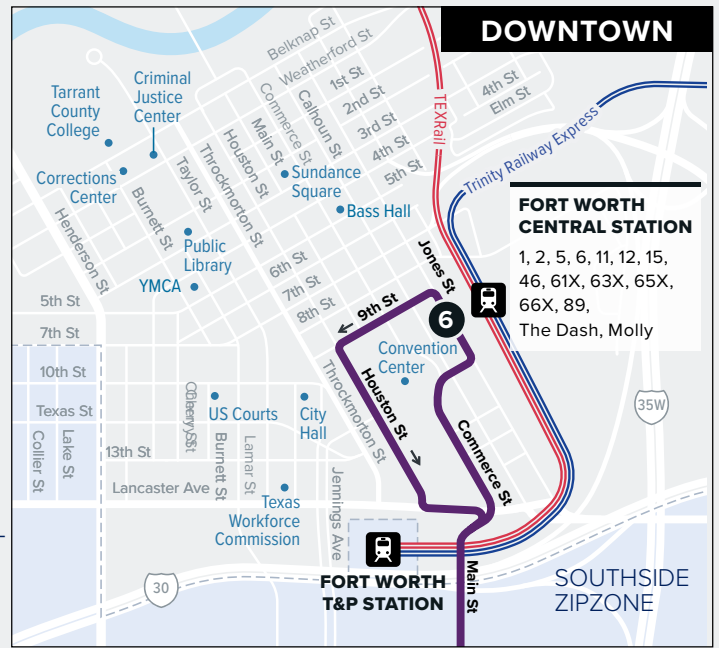 DOWNTOWN
Belknap St
Weatherford St
1st St
2nd St
3rd St
4th St
5th St
4th St
Elm St
Commerce St
Calhoun St
Main St
Houston St
Throckmorton St
Taylor St
Burnett St
Henderson St
TEXRail
Trinity Railway Express
Tarrant
County
College
Criminal
Justice
Center
Corrections
Center
Sundance
Square
Bass Hall
Public
Library
YMCA
FORT WORTH
CENTRAL STATION
1, 2, 5, 6, 11, 12, 15,
46, 61X, 63X, 65X,
66X, 89,
The Dash, Molly
Jones St
6th St
7th St
8th St
9th St
6
5th St
7th St
10th St
Texas St
13th St
Lancaster Ave
Collier St
Lake St
Cherry St
Burnett St
Lamar St
Jennings Ave
Throckmorton St
Houston St
Commerce St
Main St
Convention
Center
US Courts
City
Hall
Texas
Workforce
Commission
35W
30
FORT WORTH
T&P STATION
SOUTHSIDE
ZIPZONE